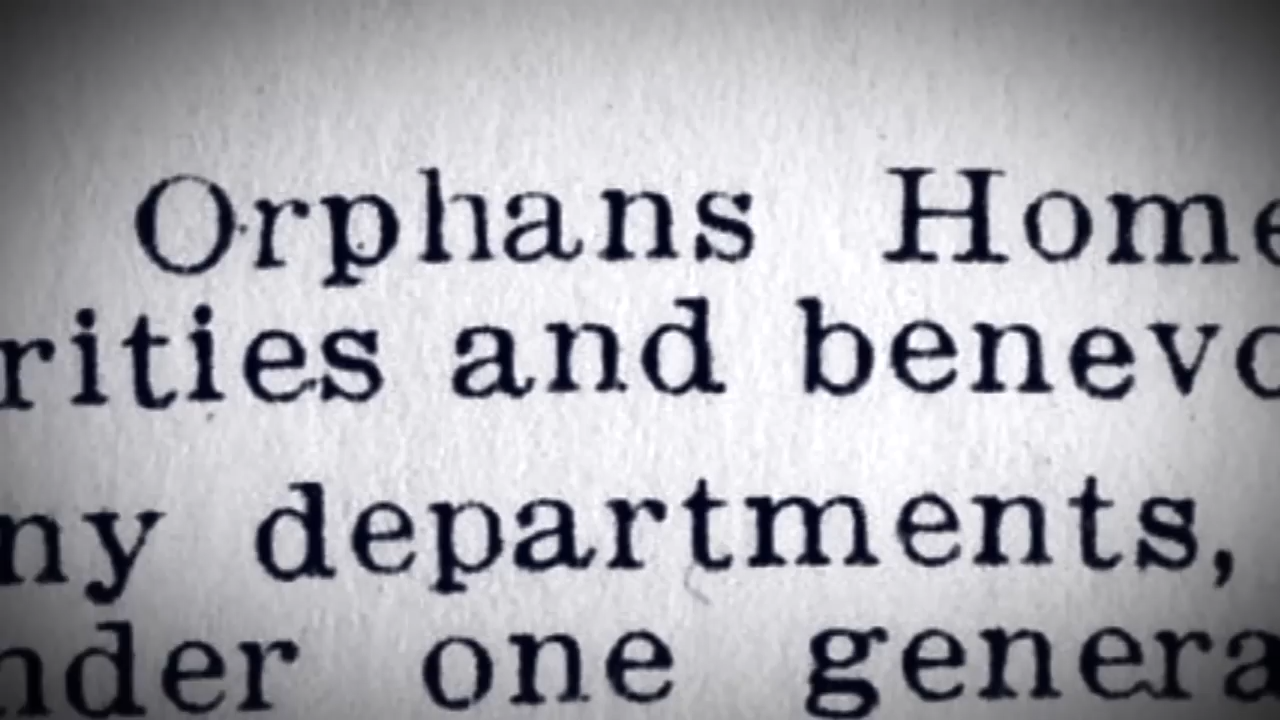 Orphans Home
rities and benevo
ny departments,
nder one genera